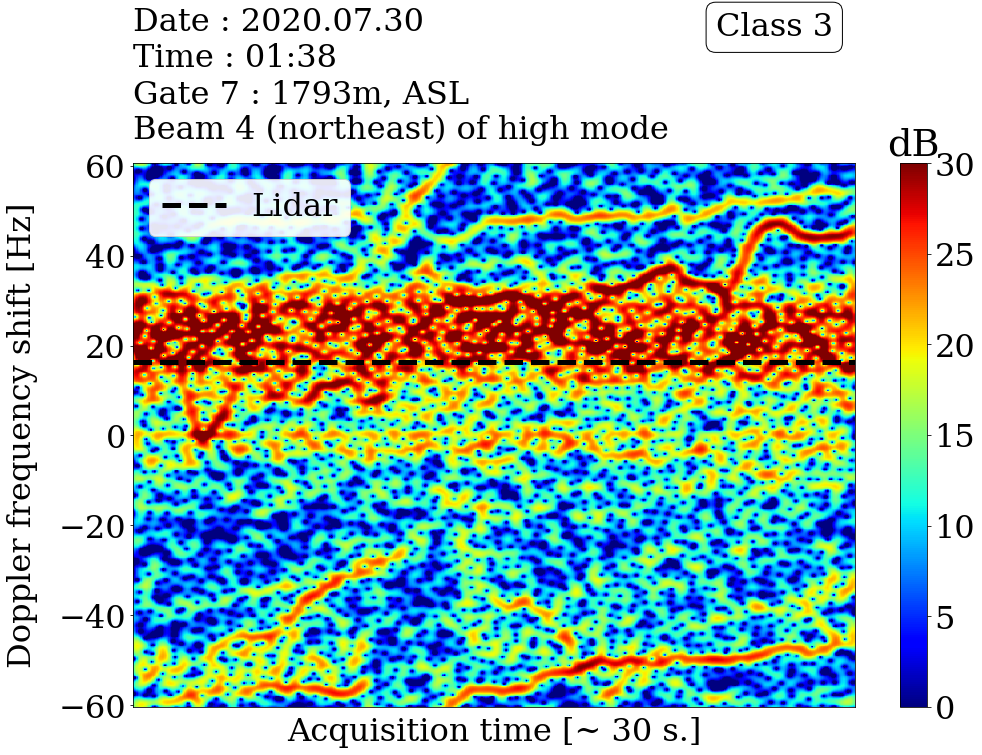 Date : 2020.07.30
Time : 01:38
Gate 7 : 1793m, ASL
Beam 4 (northeast) of high mode
Class 3
dB
Lidar
Doppler frequency shift [Hz]
60
40
20
0
−20
−40
−60
30
25
20
15
10
5
0
Acquisition time [~ 30 s.]